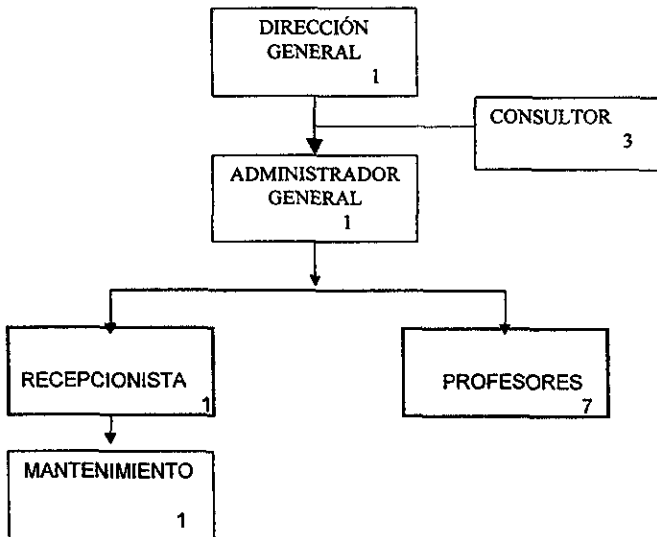 DIRECCIÓN
GENERAL
1
CONSULTOR
3
ADMINISTRADOR
GENERAL
1
RECEPCIONISTA
1
PROFESORES
7
MANTENIMIENTO
1